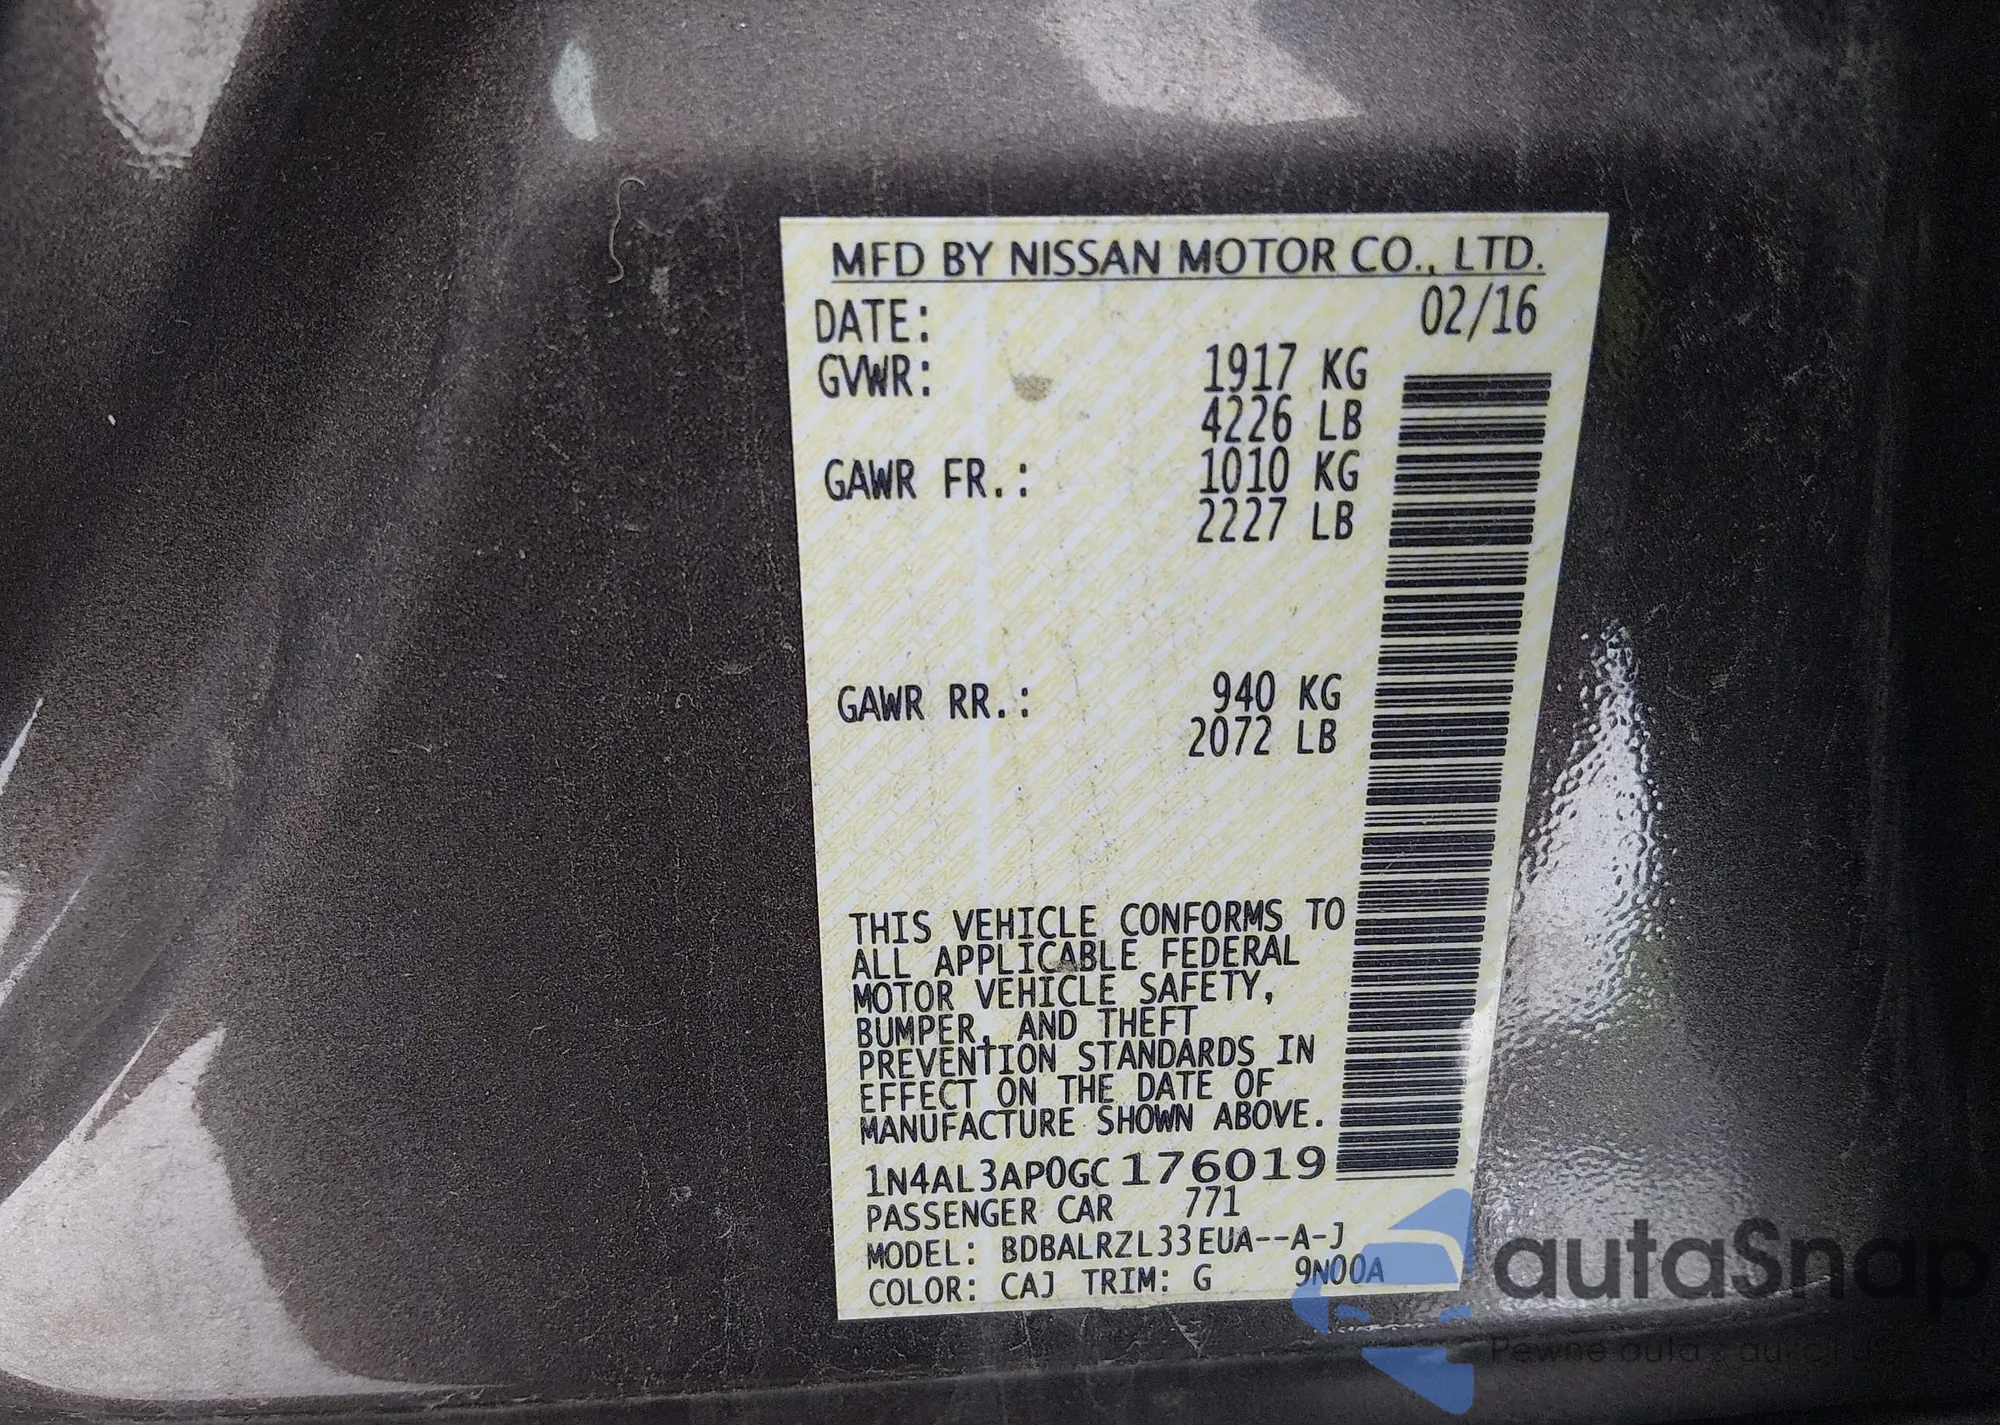 MFD BY NISSAN MOTOR CO., LTD.
DATE: 02/16
GVWR: 1917 KG
4226 LB
GAWR FR.: 1010 KG
2227 LB
GAWR RR.: 940 KG
2072 LB
THIS VEHICLE CONFORMS TO
ALL APPLICABLE FEDERAL
MOTOR VEHICLE SAFETY,
BUMPER, AND THEFT
PREVENTION STANDARDS IN
EFFECT ON THE DATE OF
MANUFACTURE SHOWN ABOVE.
1N4AL3AP0GC176019
PASSENGER CAR 771
MODEL: BDBALRZL33EUA--A-J
COLOR: CAJ TRIM: G 9N00A
autaSnap
Pewne auta z aukcji